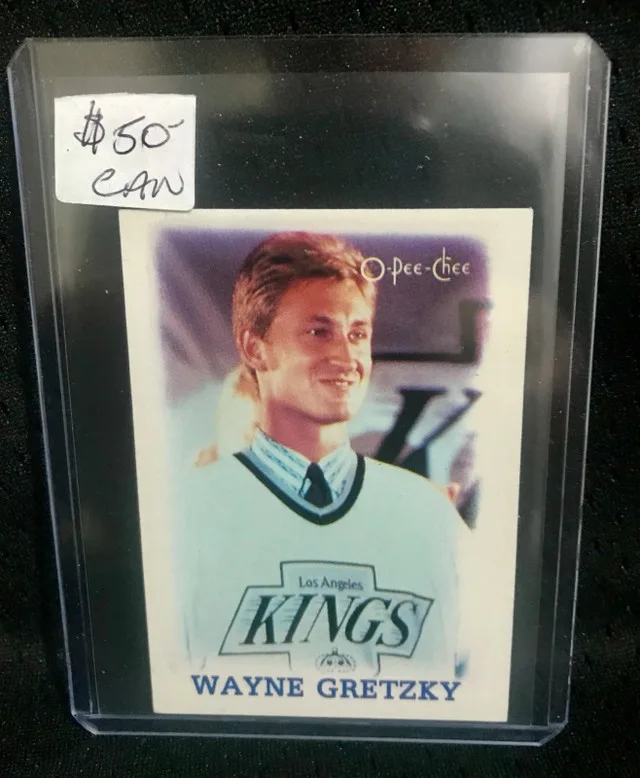 $50-
CAN
O-Pee-Chee
Los Angeles
KINGS
WAYNE GRETZKY